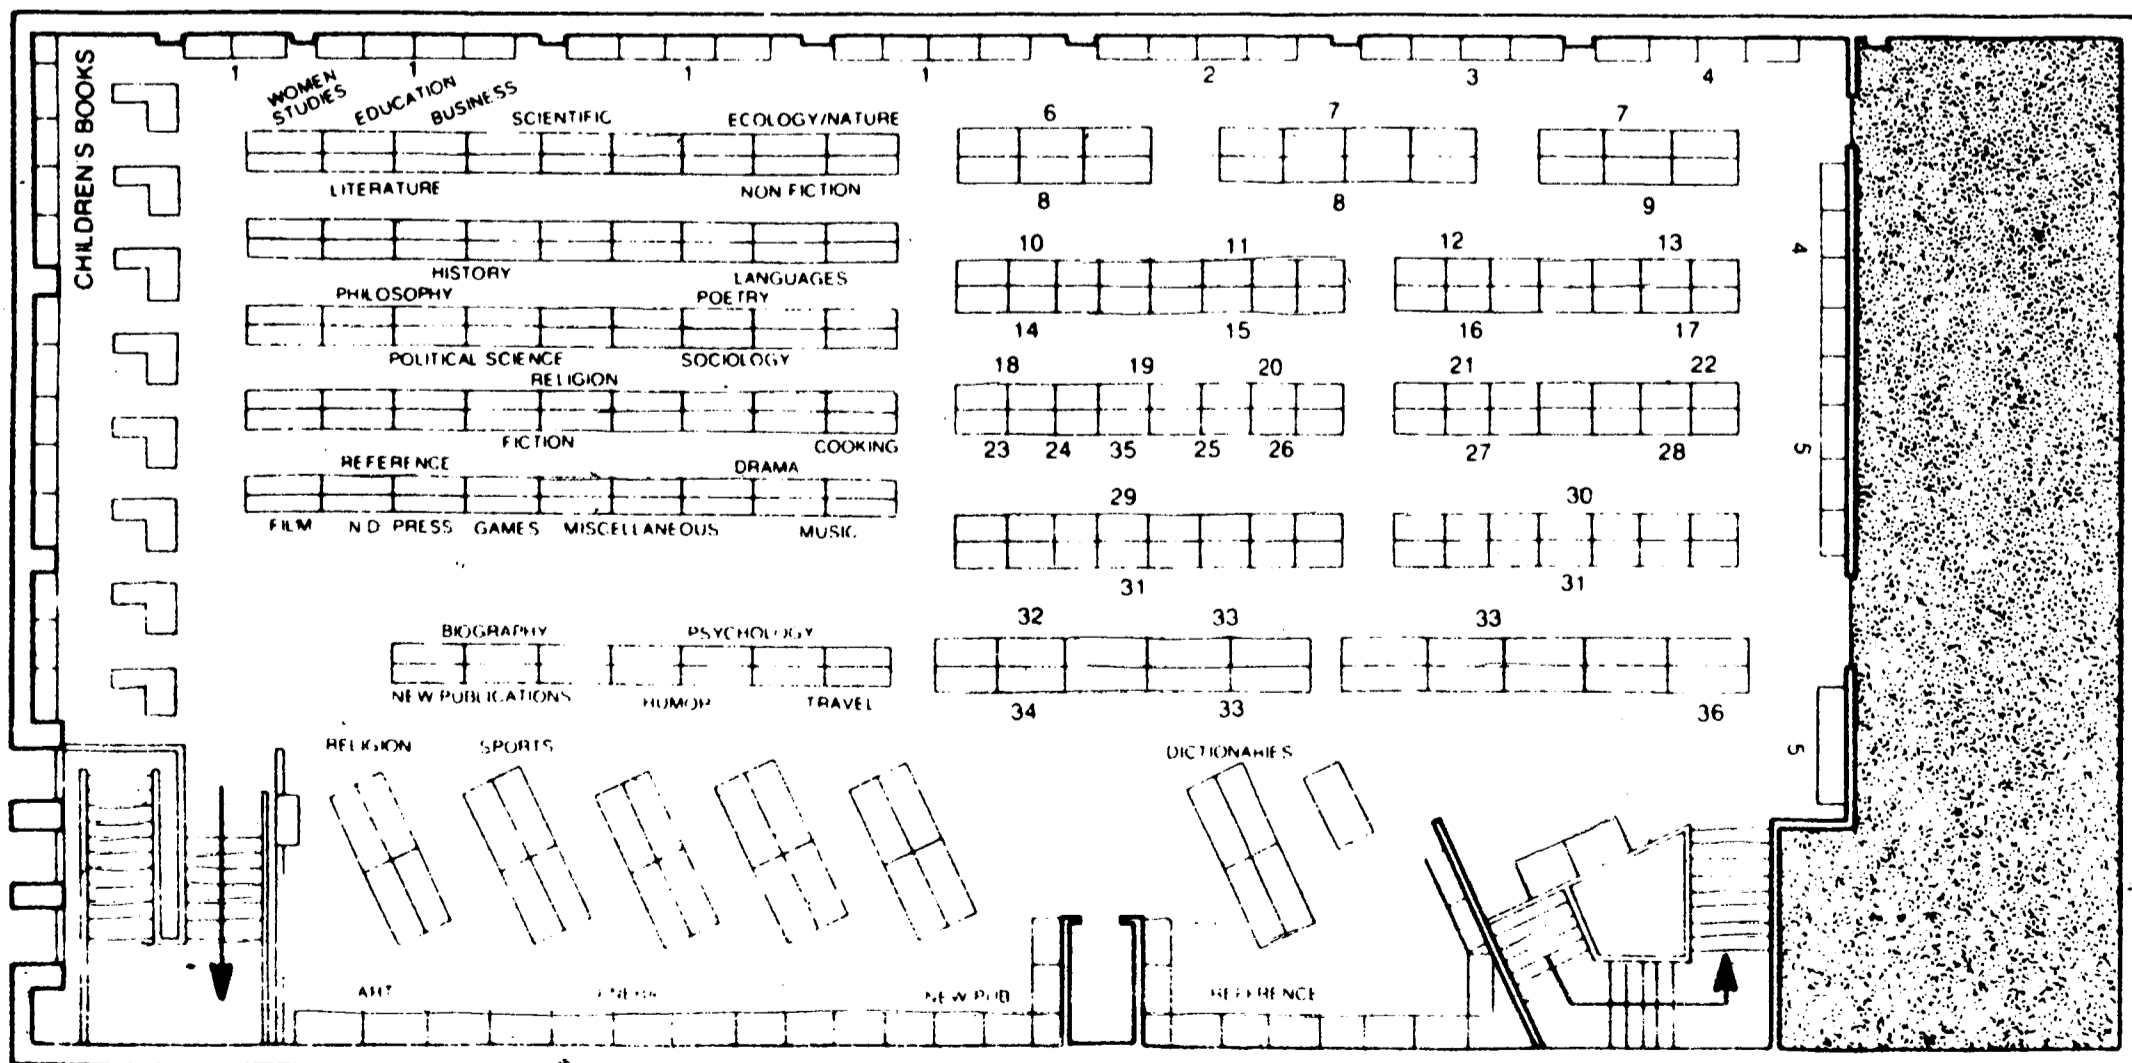 CHILDREN'S BOOKS
1 1 1 1 2 3 4
WOMEN STUDIES
EDUCATION
BUSINESS
SCIENTIFIC
ECOLOGY/NATURE
6 7 7
LITERATURE
NON FICTION
8 8 9
4
10 11 12 13
HISTORY
LANGUAGES
PHILOSOPHY
POETRY
14 15 16 17
POLITICAL SCIENCE
SOCIOLOGY
18 19 20 21 22
RELIGION
FICTION
COOKING
23 24 35 25 26 27 28
5
REFERENCE
DRAMA
29 30
FILM
N D PRESS
GAMES
MISCELLANEOUS
MUSIC
31 31
32 33 33
BIOGRAPHY
PSYCHOLOGY
NEW PUBLICATIONS
HUMOR
TRAVEL
34 33 36
5
RELIGION
SPORTS
DICTIONARIES
ART
NEW PUB
REFERENCE